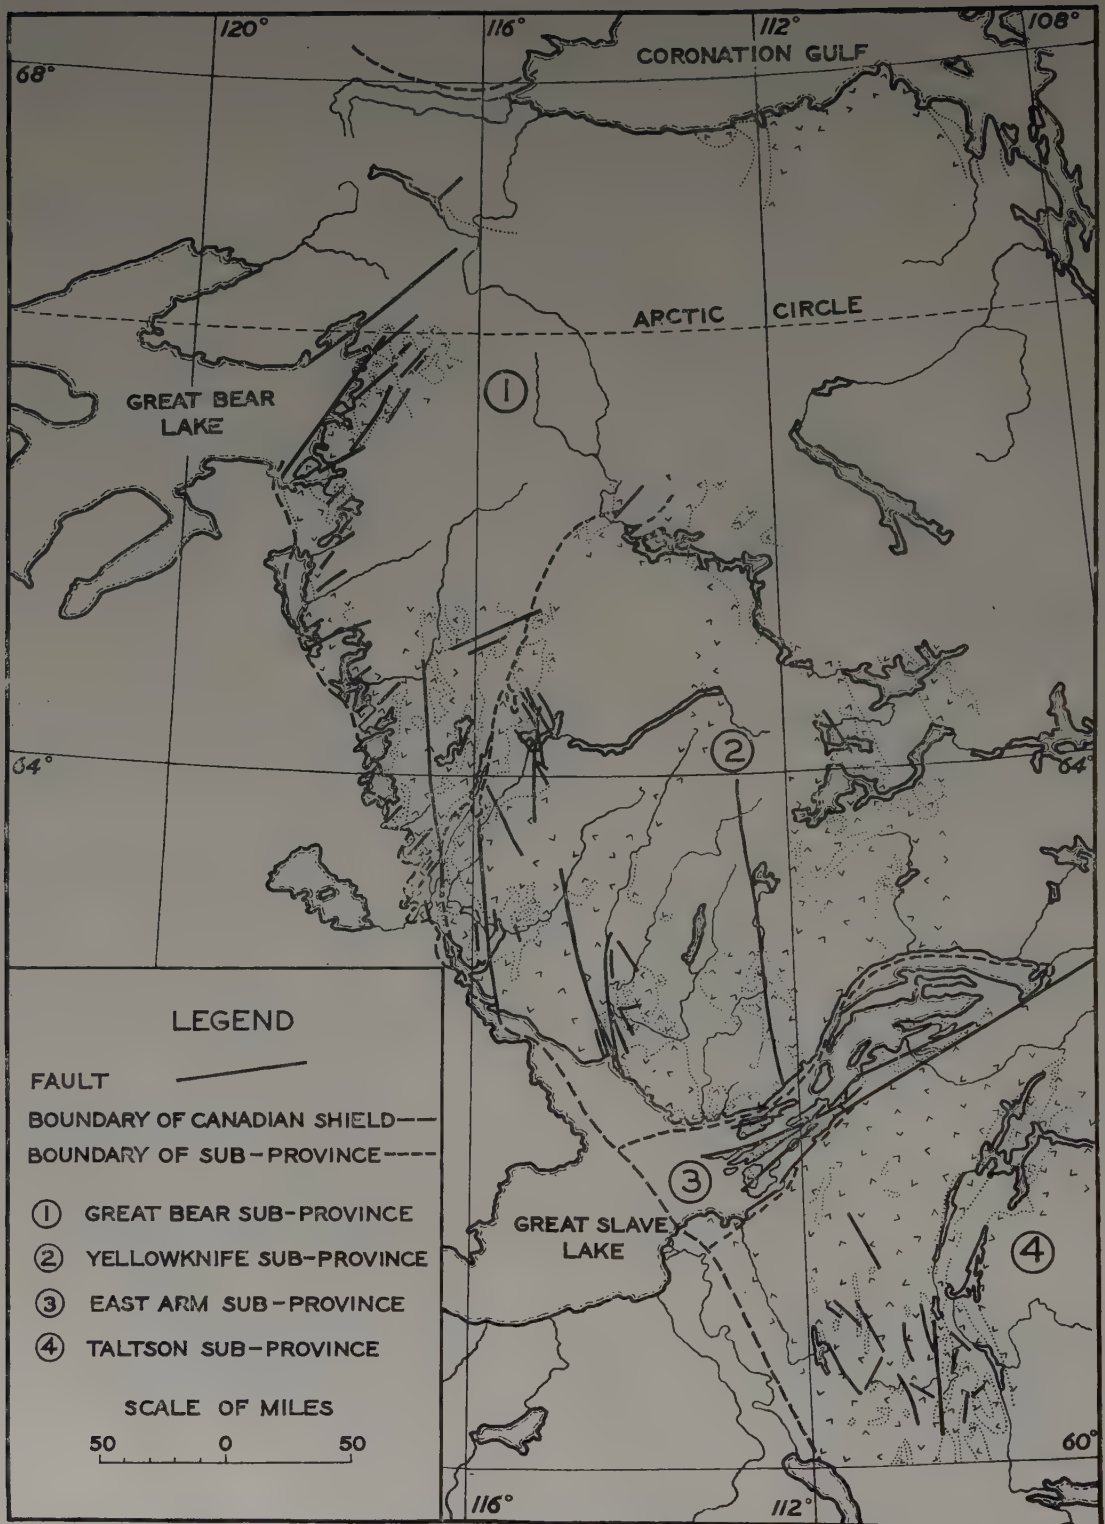 120°
116°
112°
108°
CORONATION GULF
68°
ARCTIC CIRCLE
1
GREAT BEAR
LAKE
2
64°
64°
LEGEND
FAULT
BOUNDARY OF CANADIAN SHIELD
BOUNDARY OF SUB-PROVINCE
1 GREAT BEAR SUB-PROVINCE
2 YELLOWKNIFE SUB-PROVINCE
3 EAST ARM SUB-PROVINCE
4 TALTSON SUB-PROVINCE
SCALE OF MILES
50 0 50
3
GREAT SLAVE
LAKE
4
60°
116°
112°